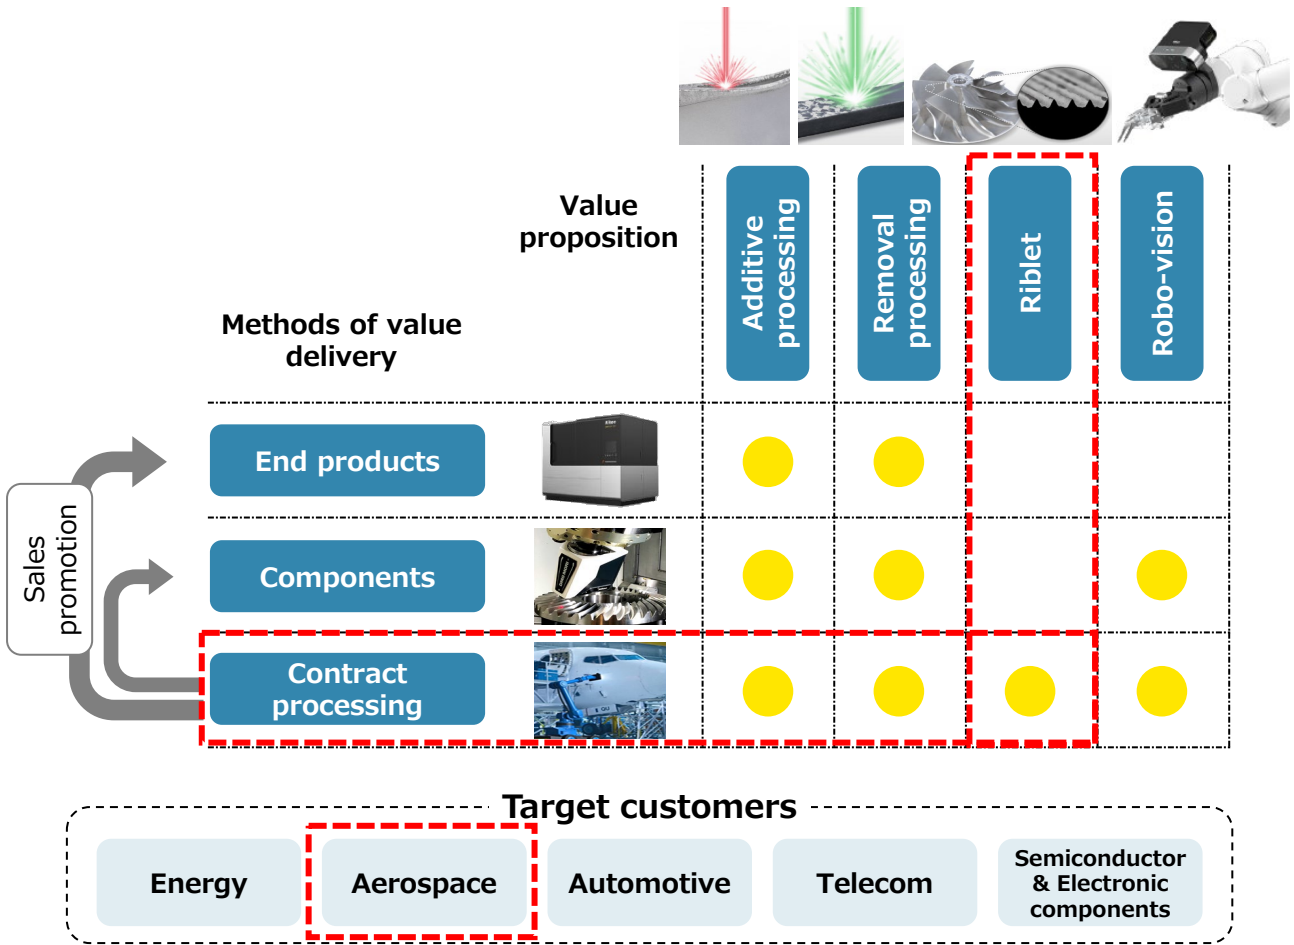 Value
proposition
Additive
processing
Removal
processing
Riblet
Robo-vision
Methods of value
delivery
End products
Components
Contract
processing
Sales
promotion
Target customers
Energy
Aerospace
Automotive
Telecom
Semiconductor
& Electronic
components